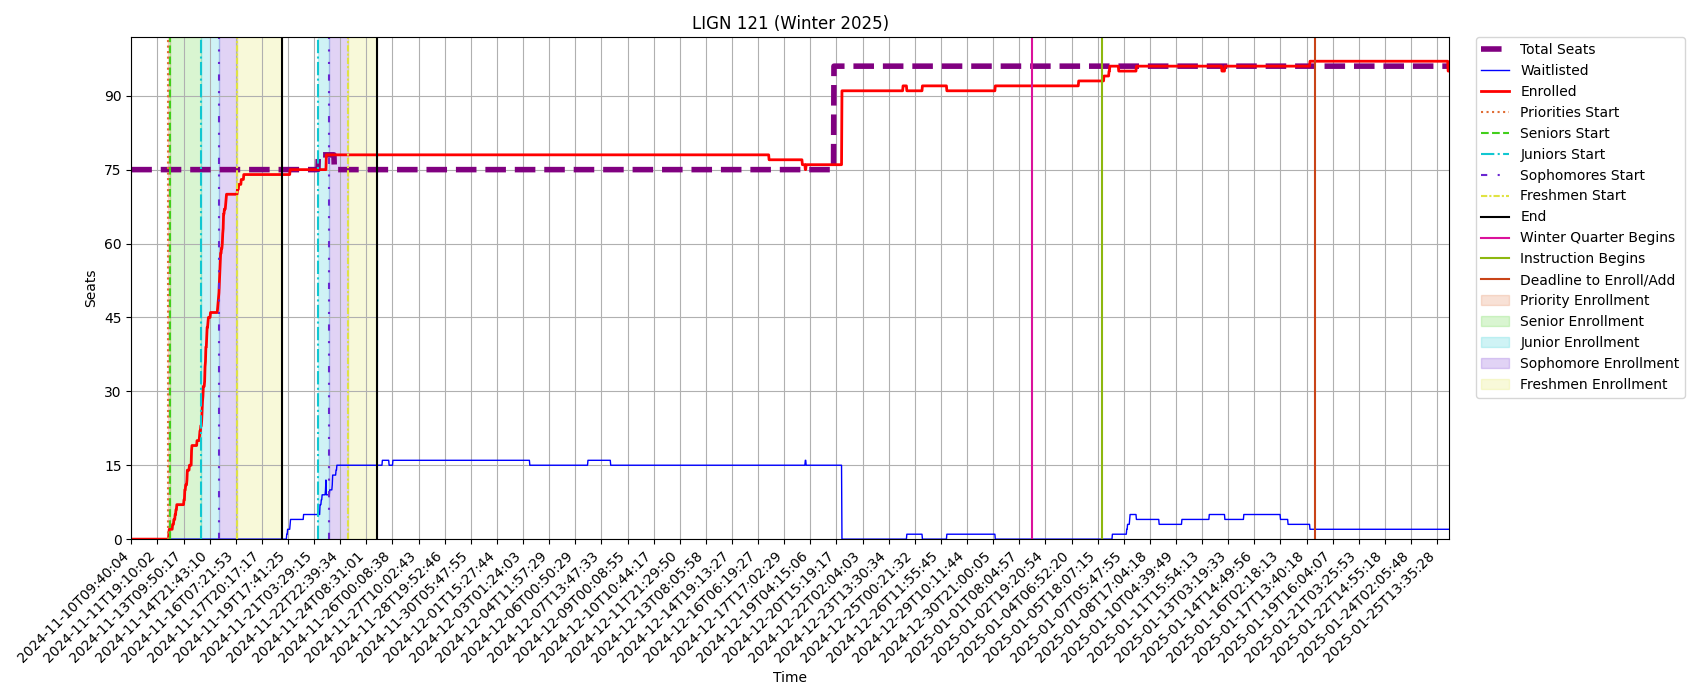 LIGN 121 (Winter 2025)
Seats
90
75
60
45
30
15
0
2024-11-10T09:40:04
2024-11-11T19:10:02
2024-11-13T09:50:17
2024-11-14T21:43:10
2024-11-16T07:21:53
2024-11-17T20:17:17
2024-11-19T17:41:25
2024-11-21T03:29:15
2024-11-22T22:39:34
2024-11-24T08:31:01
2024-11-26T00:08:38
2024-11-27T11:02:43
2024-11-28T19:52:46
2024-11-30T05:47:55
2024-12-01T15:27:44
2024-12-03T01:24:03
2024-12-04T11:57:29
2024-12-06T00:50:29
2024-12-07T13:47:33
2024-12-09T00:08:55
2024-12-10T10:44:17
2024-12-11T21:29:50
2024-12-13T08:05:58
2024-12-14T19:13:27
2024-12-16T06:19:27
2024-12-17T17:02:29
2024-12-19T04:15:06
2024-12-20T15:19:17
2024-12-22T02:04:03
2024-12-23T13:30:34
2024-12-25T00:21:32
2024-12-26T11:55:45
2024-12-29T10:11:44
2024-12-30T21:00:05
2025-01-01T08:04:57
2025-01-02T19:20:54
2025-01-04T06:52:20
2025-01-05T18:07:15
2025-01-07T05:47:55
2025-01-08T17:04:18
2025-01-10T04:39:49
2025-01-11T15:54:13
2025-01-13T03:19:33
2025-01-14T14:49:56
2025-01-16T02:18:13
2025-01-17T13:40:18
2025-01-19T16:04:07
2025-01-21T03:25:53
2025-01-22T14:55:18
2025-01-24T02:05:48
2025-01-25T13:35:28
Time
Total Seats
Waitlisted
Enrolled
Priorities Start
Seniors Start
Juniors Start
Sophomores Start
Freshmen Start
End
Winter Quarter Begins
Instruction Begins
Deadline to Enroll/Add
Priority Enrollment
Senior Enrollment
Junior Enrollment
Sophomore Enrollment
Freshmen Enrollment